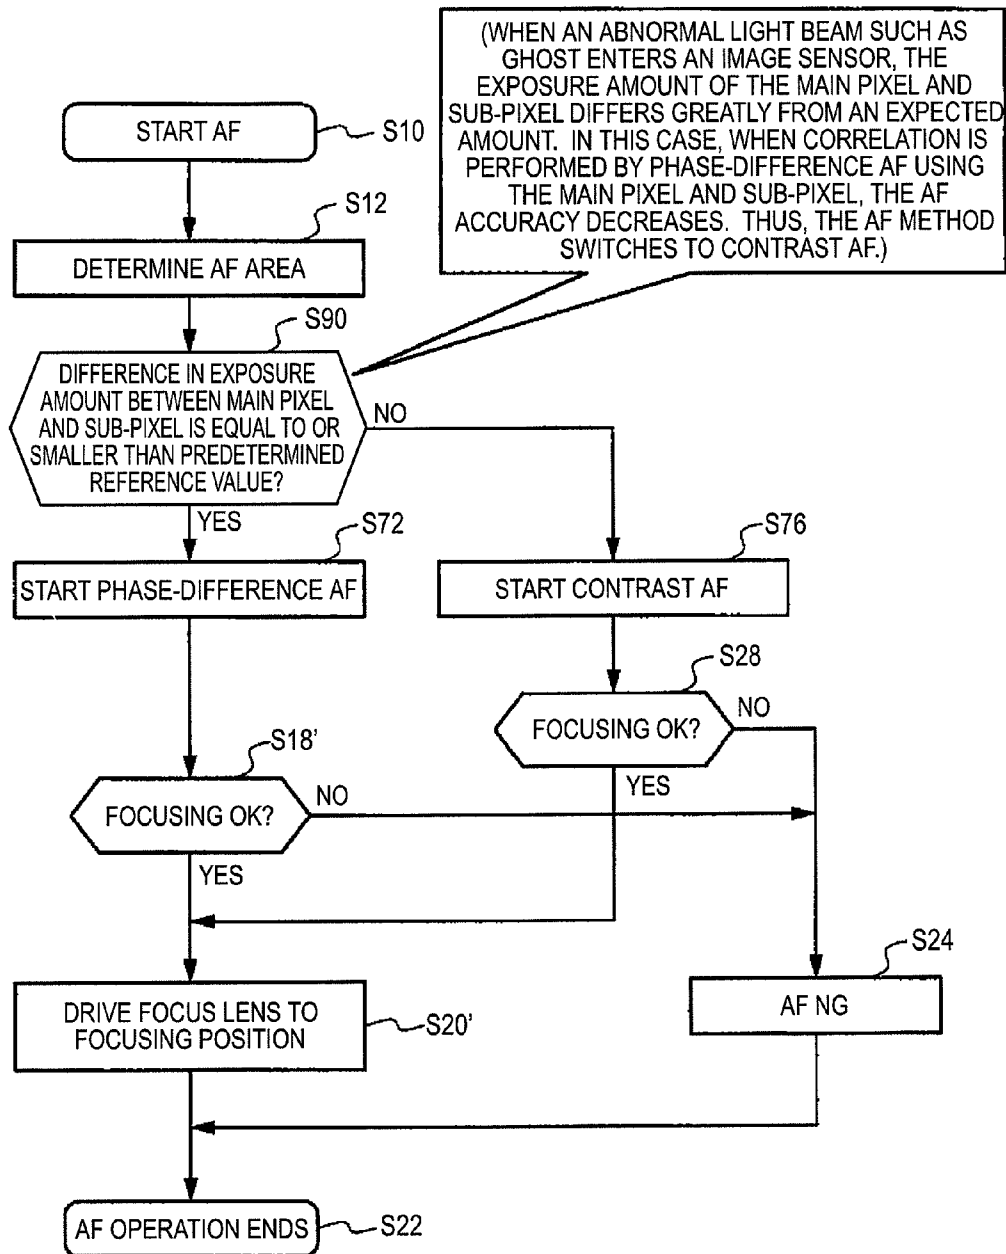 (WHEN AN ABNORMAL LIGHT BEAM SUCH AS
GHOST ENTERS AN IMAGE SENSOR, THE
EXPOSURE AMOUNT OF THE MAIN PIXEL AND
SUB-PIXEL DIFFERS GREATLY FROM AN EXPECTED
AMOUNT. IN THIS CASE, WHEN CORRELATION IS
PERFORMED BY PHASE-DIFFERENCE AF USING
THE MAIN PIXEL AND SUB-PIXEL, THE AF
ACCURACY DECREASES. THUS, THE AF METHOD
SWITCHES TO CONTRAST AF.)
START AF
S10
S12
DETERMINE AF AREA
S90
DIFFERENCE IN EXPOSURE
AMOUNT BETWEEN MAIN PIXEL
AND SUB-PIXEL IS EQUAL TO OR
SMALLER THAN PREDETERMINED
REFERENCE VALUE?
NO
YES
S72
START PHASE-DIFFERENCE AF
S76
START CONTRAST AF
S28
FOCUSING OK?
NO
YES
S18'
FOCUSING OK?
NO
YES
S20'
DRIVE FOCUS LENS TO
FOCUSING POSITION
S24
AF NG
AF OPERATION ENDS
S22